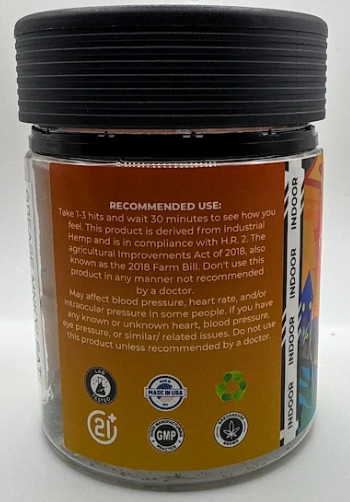 RECOMMENDED USE:
Take 1-3 hits and wait 30 minutes to see how you
feel. This product is derived from industrial
Hemp and is in compliance with H.R. 2. The
agricultural Improvements Act of 2018, also
known as the 2018 Farm Bill. Don't use this
product in any manner not recommended
by a doctor.
May affect blood pressure, heart rate, and/or
intraocular pressure in some people. If you have
any known or unknown heart, blood pressure,
eye pressure, or similar/ related issues. Do not use
this product unless recommended by a doctor.
LAB
TESTED
MADE IN USA
21+
GOOD MANUFACTURING
GMP
PRACTICE
GROWN
INDOOR
INDOOR
INDOOR
INDOOR